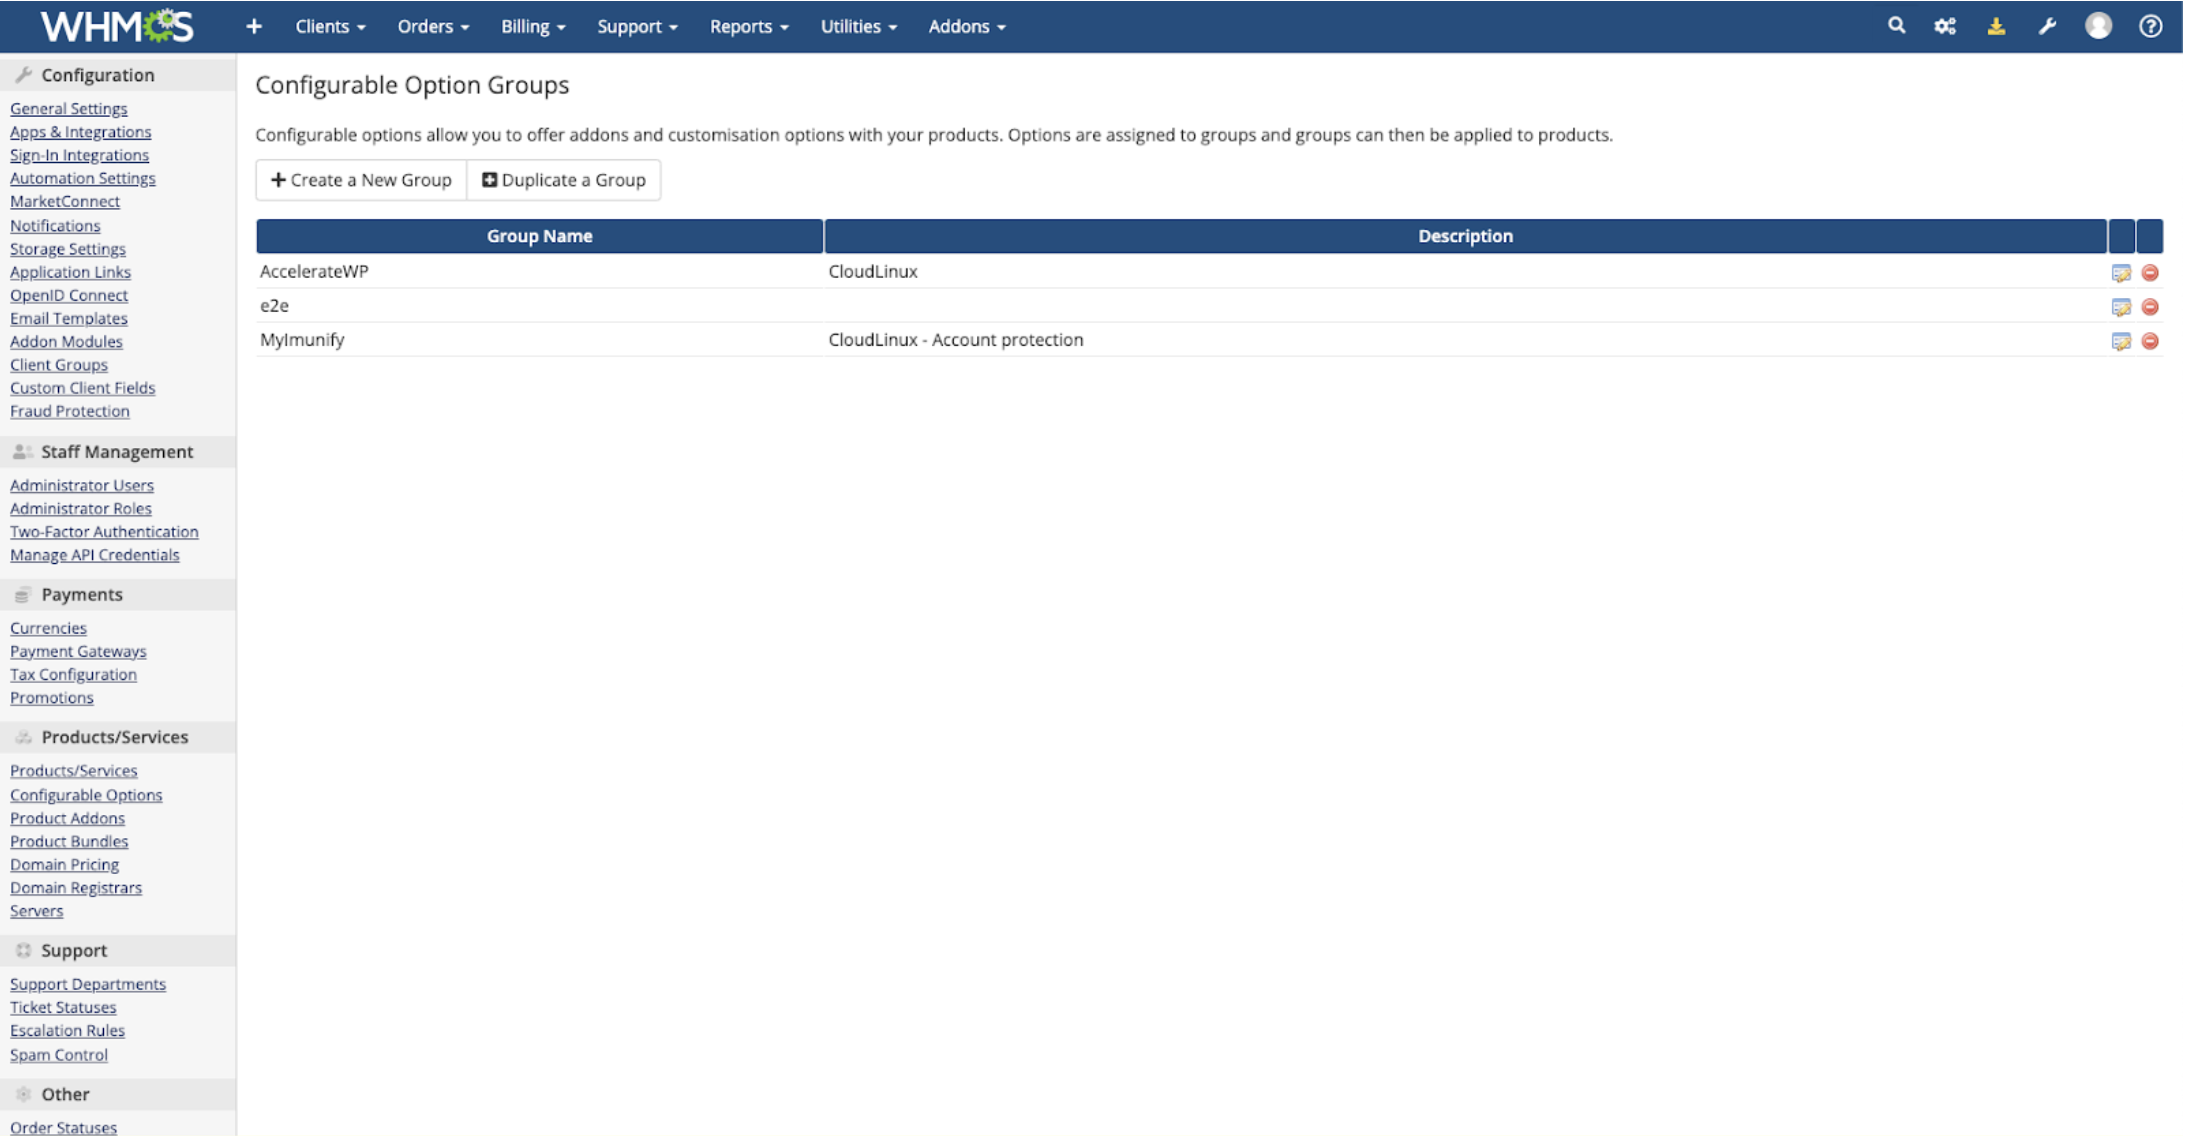 WHMCS
+ Clients Orders Billing Support Reports Utilities Addons
Configuration
General Settings
Apps & Integrations
Sign-In Integrations
Automation Settings
MarketConnect
Notifications
Storage Settings
Application Links
OpenID Connect
Email Templates
Addon Modules
Client Groups
Custom Client Fields
Fraud Protection
Staff Management
Administrator Users
Administrator Roles
Two-Factor Authentication
Manage API Credentials
Payments
Currencies
Payment Gateways
Tax Configuration
Promotions
Products/Services
Products/Services
Configurable Options
Product Addons
Product Bundles
Domain Pricing
Domain Registrars
Servers
Support
Support Departments
Ticket Statuses
Escalation Rules
Spam Control
Other
Order Statuses
Configurable Option Groups
Configurable options allow you to offer addons and customisation options with your products. Options are assigned to groups and groups can then be applied to products.
Create a New Group Duplicate a Group
Group Name Description
AccelerateWP CloudLinux
e2e
MyImunify CloudLinux - Account protection